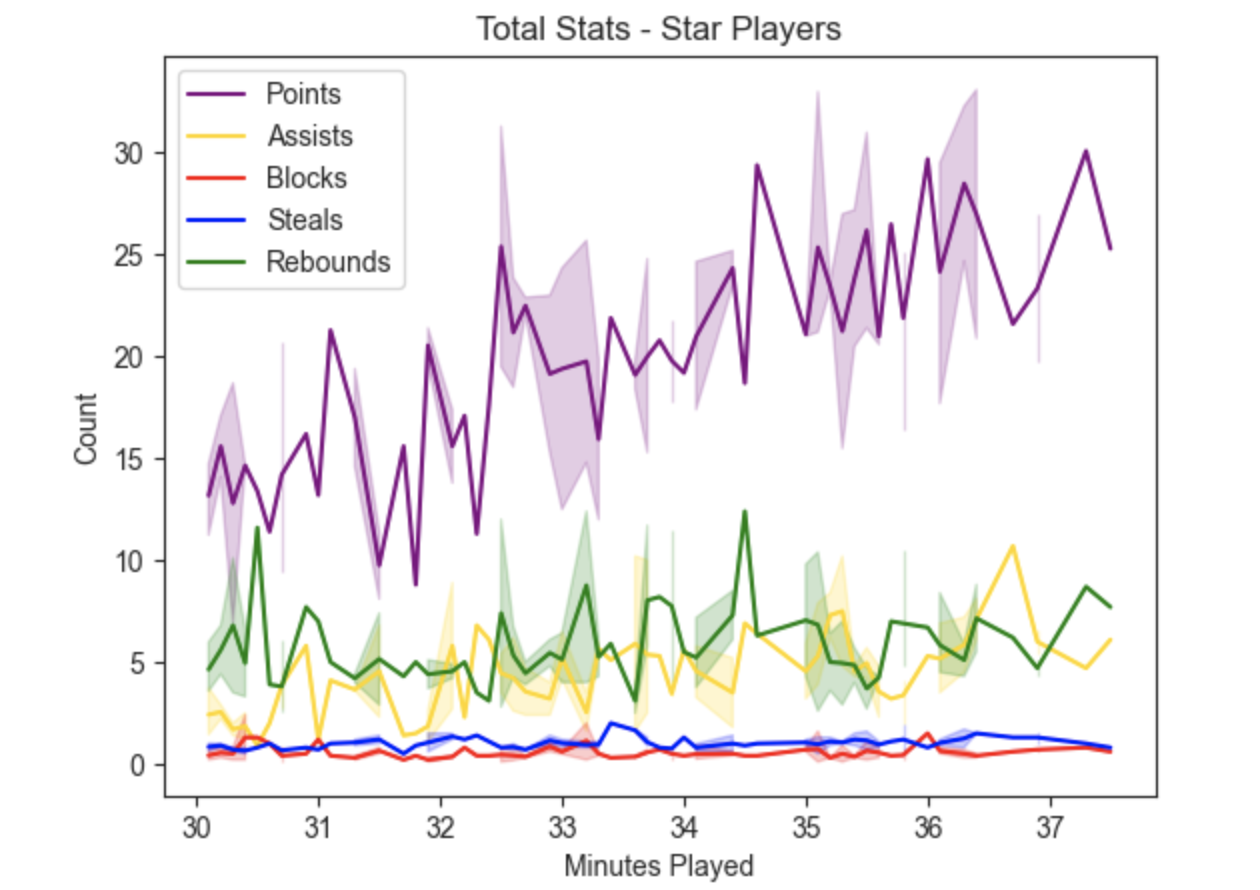 Total Stats - Star Players
Points
Assists
Blocks
Steals
Rebounds
30
25
20
15
10
5
0
Count
30 31 32 33 34 35 36 37
Minutes Played